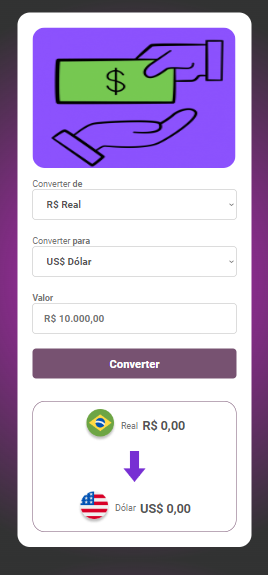 $
Converter de
R$ Real
Converter para
US$ Dólar
Valor
R$ 10.000,00
Converter
Real R$ 0,00
Dólar US$ 0,00